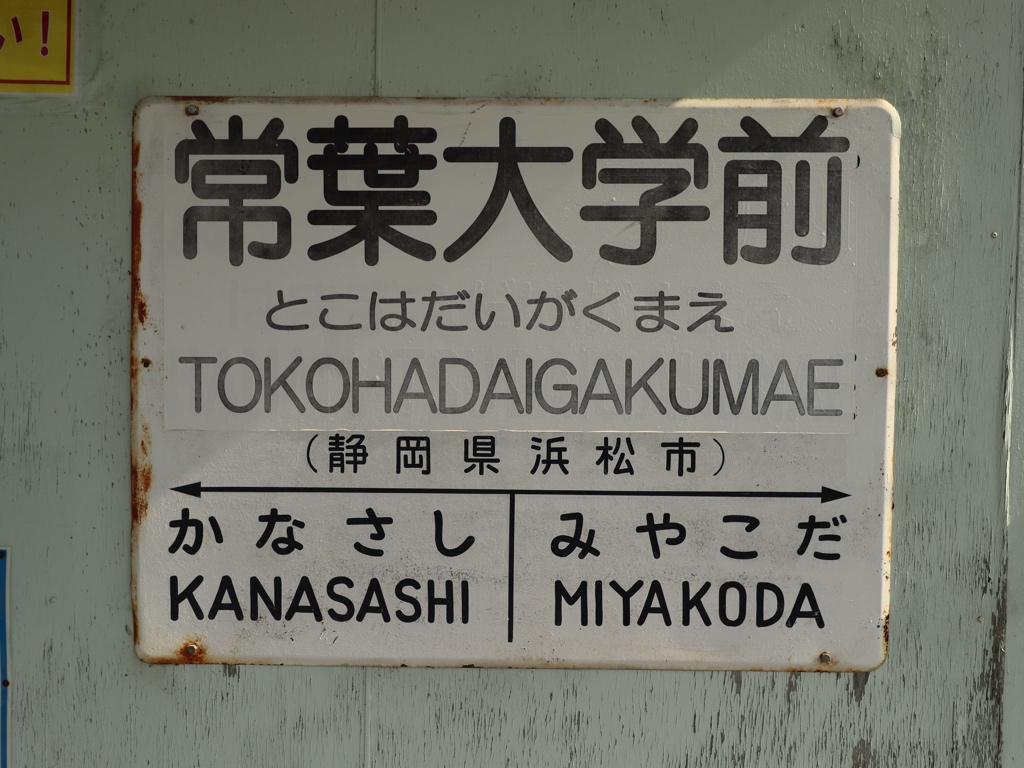 い!
常葉大学前
とこはだいがくまえ
TOKOHADAIGAKUMAE
(静岡県浜松市)
かなさし みやこだ
KANASASHI MIYAKODA